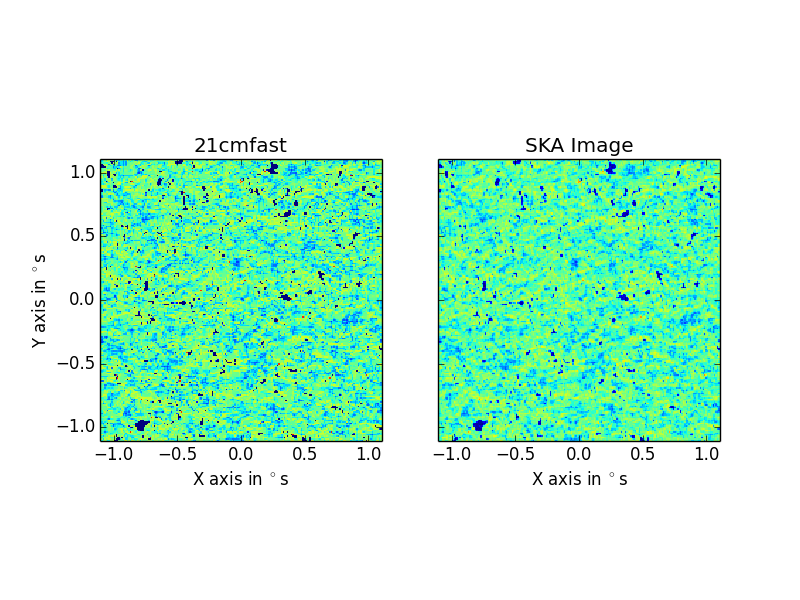 21cmfast
SKA Image
1.0
0.5
0.0
−0.5
−1.0
Y axis in °s
−1.0 −0.5 0.0 0.5 1.0
−1.0 −0.5 0.0 0.5 1.0
X axis in °s
X axis in °s